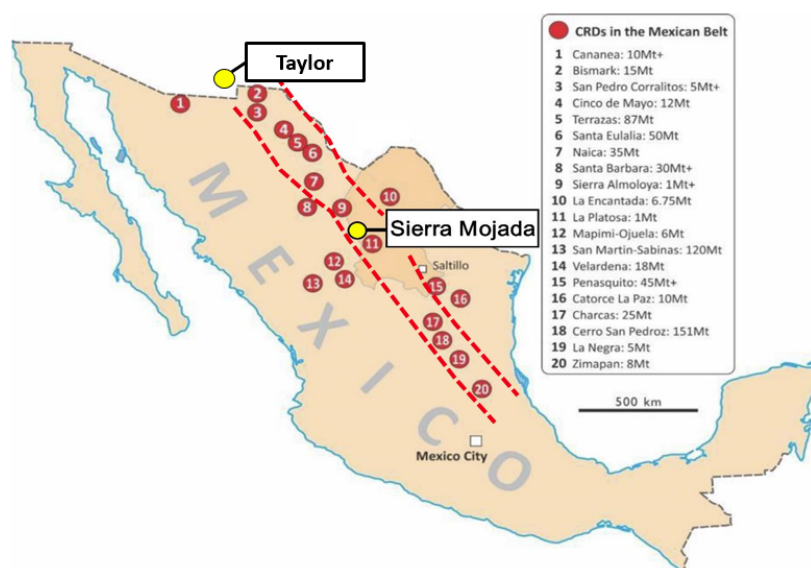 Taylor
CRDs in the Mexican Belt
1 Cananea: 10Mt+
2 Bismark: 15Mt
3 San Pedro Corralitos: 5Mt+
4 Cinco de Mayo: 12Mt
5 Terrazas: 87Mt
6 Santa Eulalia: 50Mt
7 Naica: 35Mt
8 Santa Barbara: 30Mt+
9 Sierra Almoloya: 1Mt+
10 La Encantada: 6.75Mt
11 La Platosa: 1Mt
12 Mapimi-Ojuela: 6Mt
13 San Martin-Sabinas: 120Mt
14 Velardena: 18Mt
15 Penasquito: 45Mt+
16 Catorce La Paz: 10Mt
17 Charcas: 25Mt
18 Cerro San Pedroz: 151Mt
19 La Negra: 5Mt
20 Zimapan: 8Mt
1
2
3
4
5
6
7
8
9
10
Sierra Mojada
11
12
Saltillo
13
14
15
16
17
18
19
20
MEXICO
500 km
Mexico City